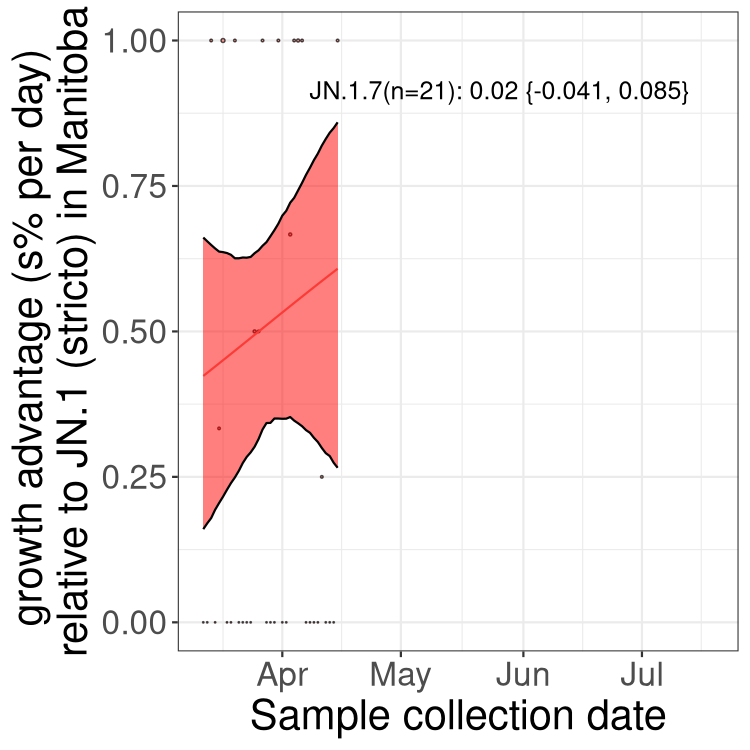 growth advantage (s% per day)
relative to JN.1 (stricto) in Manitoba
1.00
JN.1.7(n=21): 0.02 {-0.041, 0.085}
0.75
0.50
0.25
0.00
Apr May Jun Jul
Sample collection date